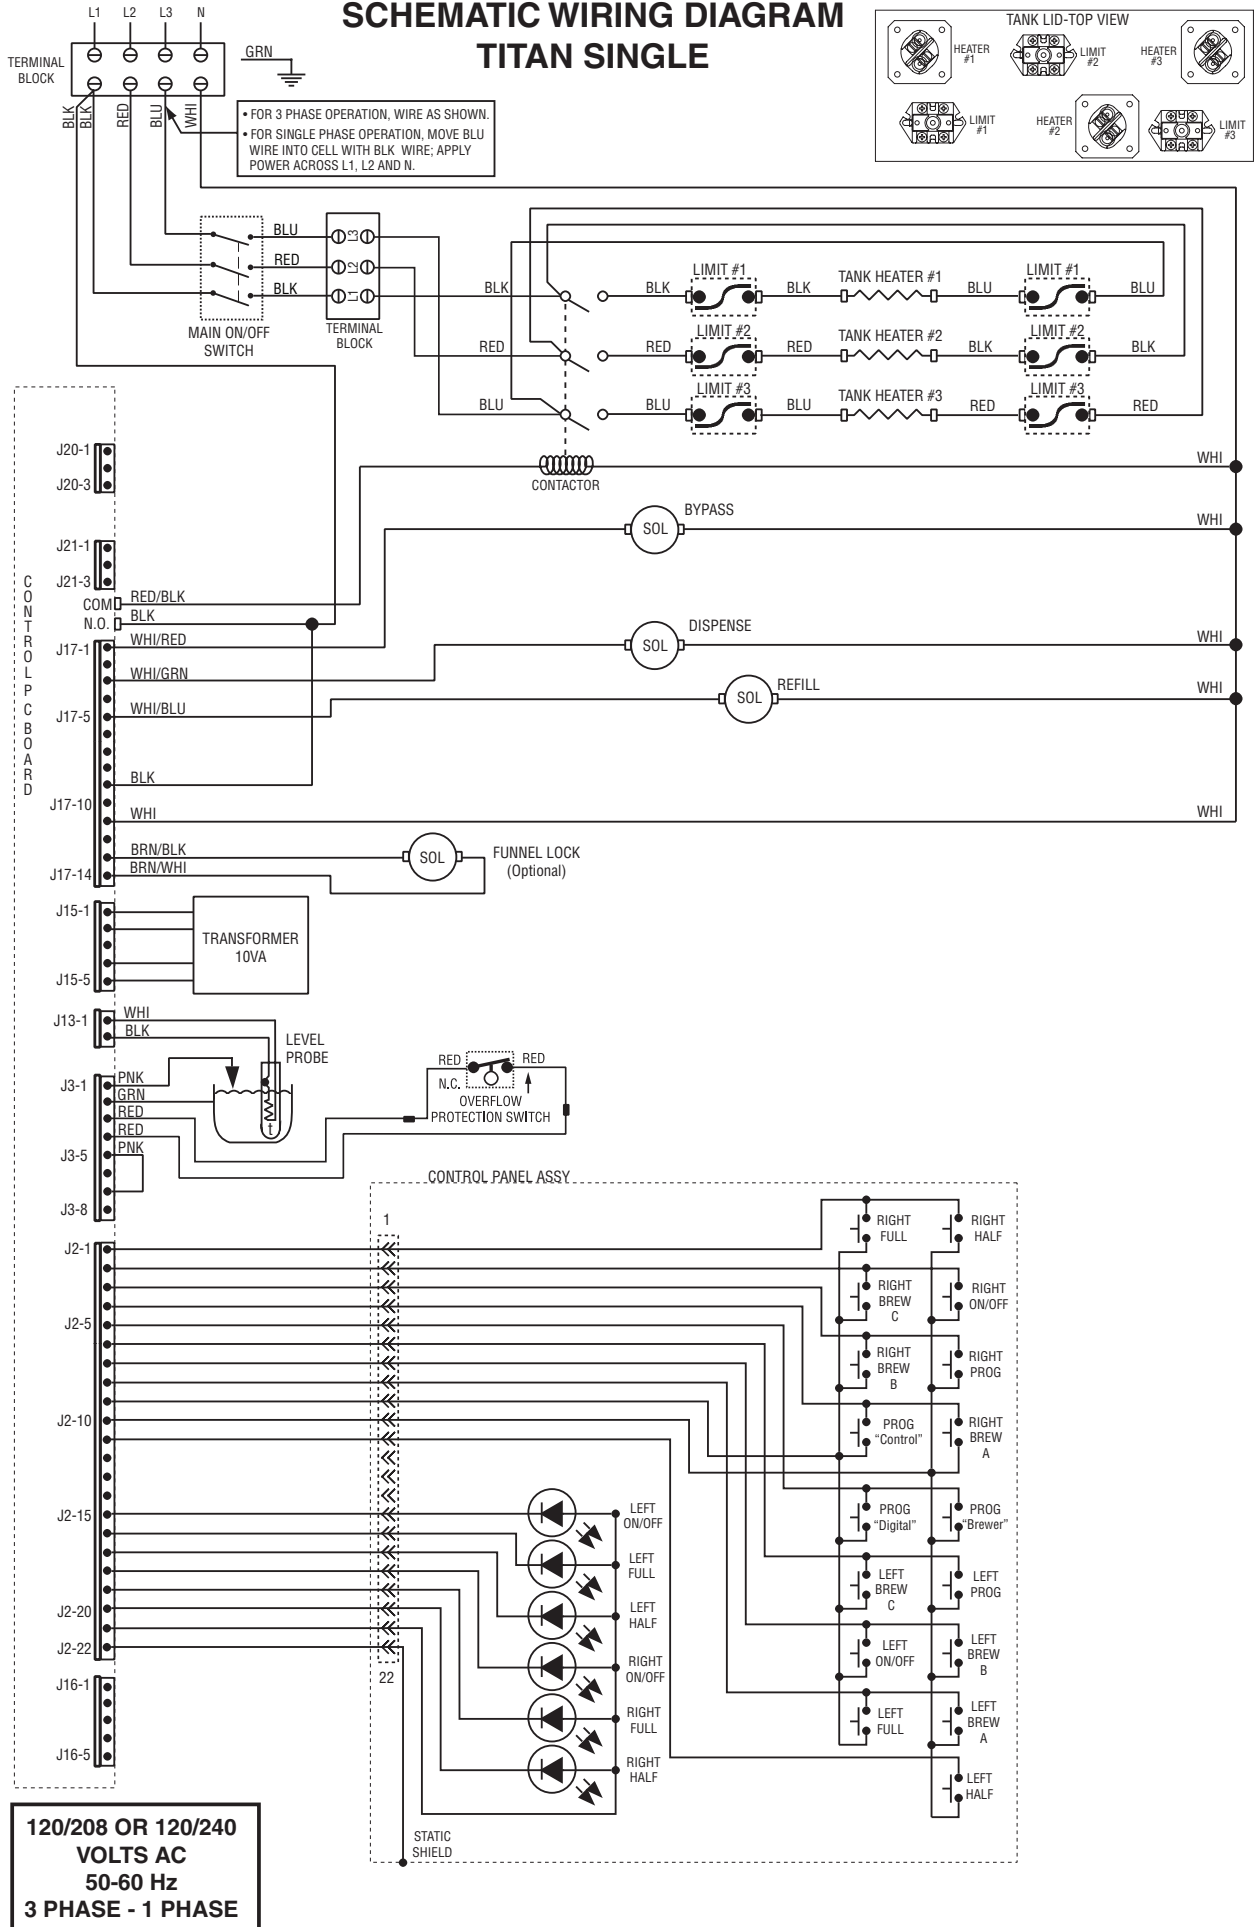 SCHEMATIC WIRING DIAGRAM
TITAN SINGLE
L1
L2
L3
N
TERMINAL
BLOCK
GRN
BLK
BLK
RED
BLU
WHI
• FOR 3 PHASE OPERATION, WIRE AS SHOWN.
• FOR SINGLE PHASE OPERATION, MOVE BLU
WIRE INTO CELL WITH BLK WIRE; APPLY
POWER ACROSS L1, L2 AND N.
TANK LID-TOP VIEW
HEATER
#1
LIMIT
#2
HEATER
#3
LIMIT
#1
HEATER
#2
LIMIT
#3
BLU
RED
BLK
L3
L2
L1
MAIN ON/OFF
SWITCH
TERMINAL
BLOCK
BLK
BLK
LIMIT #1
BLK
TANK HEATER #1
BLU
LIMIT #1
BLU
RED
RED
LIMIT #2
RED
TANK HEATER #2
BLK
LIMIT #2
BLK
BLU
BLU
LIMIT #3
BLU
TANK HEATER #3
RED
LIMIT #3
RED
CONTACTOR
WHI
BYPASS
SOL
WHI
DISPENSE
SOL
WHI
REFILL
SOL
WHI
WHI
CONTROL P C BOARD
J20-1
J20-3
J21-1
J21-3
COM
RED/BLK
N.O.
BLK
J17-1
WHI/RED
WHI/GRN
J17-5
WHI/BLU
BLK
J17-10
WHI
BRN/BLK
J17-14
BRN/WHI
SOL
FUNNEL LOCK
(Optional)
J15-1
J15-5
TRANSFORMER
10VA
J13-1
WHI
BLK
LEVEL
PROBE
t
J3-1
PNK
GRN
RED
RED
J3-5
PNK
J3-8
RED
RED
N.C.
OVERFLOW
PROTECTION SWITCH
CONTROL PANEL ASSY
1
22
J2-1
J2-5
J2-10
J2-15
J2-20
J2-22
J16-1
J16-5
RIGHT
FULL
RIGHT
HALF
RIGHT
BREW
C
RIGHT
ON/OFF
RIGHT
BREW
B
RIGHT
PROG
PROG
“Control”
RIGHT
BREW
A
PROG
“Digital”
PROG
“Brewer”
LEFT
BREW
C
LEFT
PROG
LEFT
ON/OFF
LEFT
BREW
B
LEFT
FULL
LEFT
BREW
A
LEFT
HALF
LEFT
ON/OFF
LEFT
FULL
LEFT
HALF
RIGHT
ON/OFF
RIGHT
FULL
RIGHT
HALF
STATIC
SHIELD
120/208 OR 120/240
VOLTS AC
50-60 Hz
3 PHASE - 1 PHASE